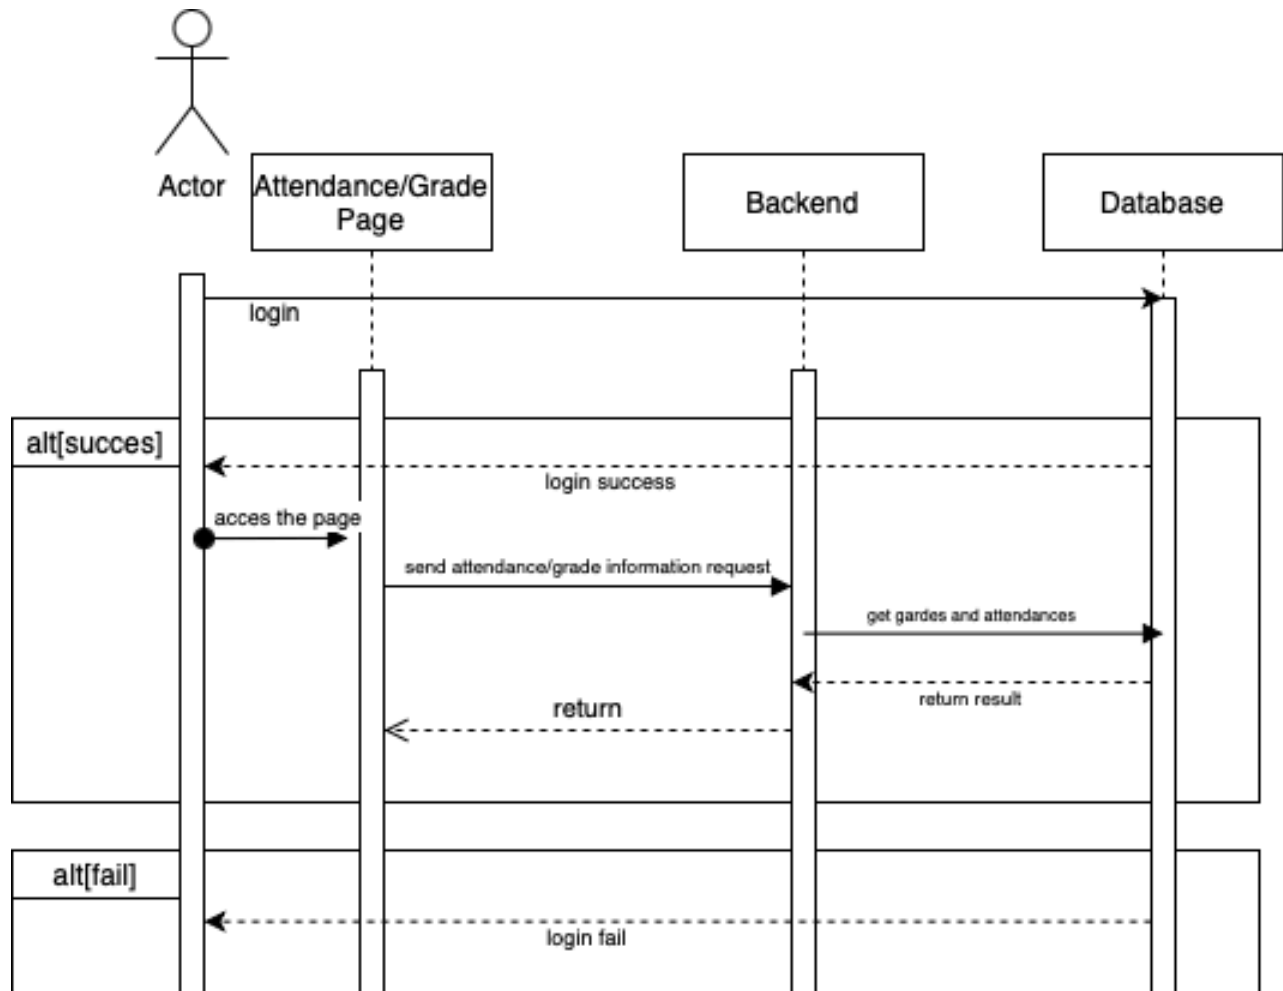 Actor
Attendance/Grade
Page
Backend
Database
login
alt[succes]
login success
acces the page
send attendance/grade information request
get gardes and attendances
return result
return
alt[fail]
login fail